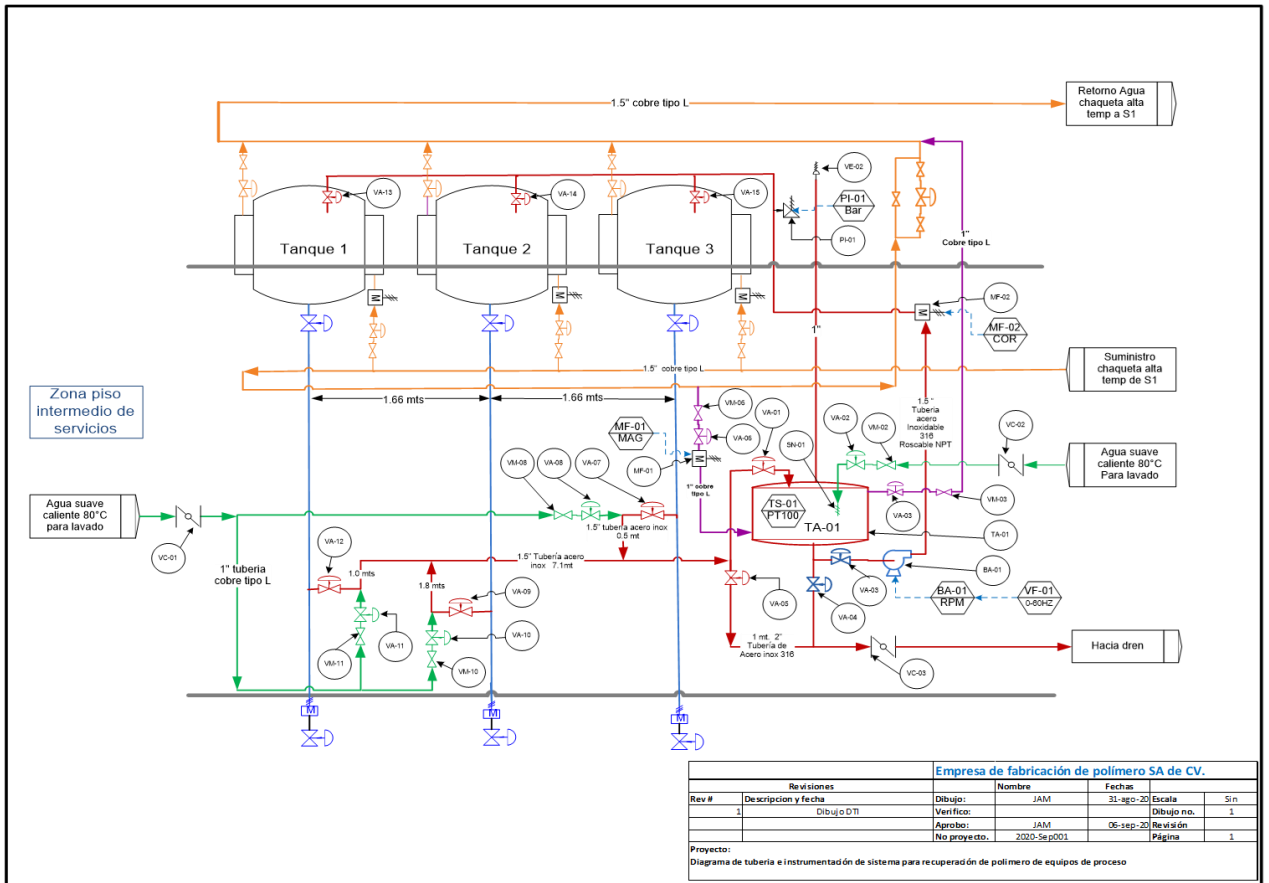 1.5" cobre tipo L
Retorno Agua
chaqueta alta
temp a S1
VE-02
VA-13
VA-14
VA-15
PI-01
Bar
PI-01
Tanque 1
Tanque 2
Tanque 3
1"
Cobre tipo L
M
M
M
M
MF-02
MF-02
COR
1"
1.5" cobre tipo L
Suministro
chaqueta alta
temp de S1
Zona piso
intermedio de
servicios
1.66 mts
1.66 mts
1.5 "
Tuberia
acero
Inoxidable
316
Roscable NPT
VM-06
VA-06
VA-01
VA-02
VM-02
VC-02
SN-01
MF-01
MAG
MF-01
M
Agua suave
caliente 80°C
Para lavado
VM-08
VA-08
VA-07
1" cobre
tipo L
Agua suave
caliente 80°C
para lavado
VC-01
TS-01
PT100
TA-01
VA-03
VM-03
TA-01
1.5" tubería acero inox
0.5 mt
1" tuberia
cobre tipo L
VA-12
1.0 mts
1.5" Tubería acero
inox 7.1mt
1.8 mts
VA-09
VA-10
VA-11
VM-11
VM-10
VA-05
VA-04
VA-03
BA-01
BA-01
RPM
VF-01
0-60HZ
1 mt. 2"
Tubería de
Acero inox 316
VC-03
Hacia dren
M
M
M
Empresa de fabricación de polímero SA de CV.
Revisiones Nombre Fechas
Rev # Descripcion y fecha Dibujo: JAM 31-ago-20 Escala Sin
1 Dibujo DTI Verifico: Dibujo no. 1
Aprobo: JAM 06-sep-20 Revisión
No proyecto. 2020-Sep001 Página 1
Proyecto:
Diagrama de tuberia e instrumentación de sistema para recuperación de polimero de equipos de proceso